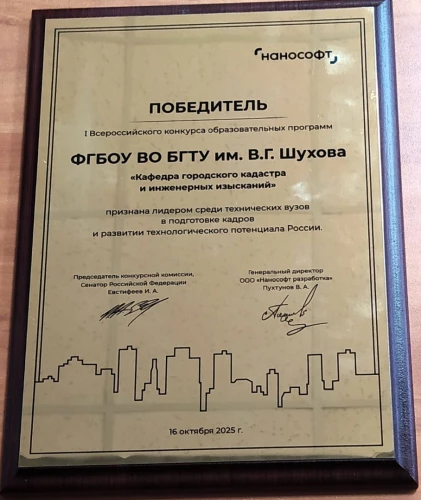 нанософт
ПОБЕДИТЕЛЬ
I Всероссийского конкурса образовательных программ
ФГБОУ ВО БГТУ им. В.Г. Шухова
«Кафедра городского кадастра
и инженерных изысканий»
признана лидером среди технических вузов
в подготовке кадров
и развитии технологического потенциала России.
Председатель конкурсной комиссии,
Сенатор Российской Федерации
Евстифеев И. А.
Генеральный директор
ООО «Нанософт разработка»
Пухтунов В. А.
16 октября 2025 г.